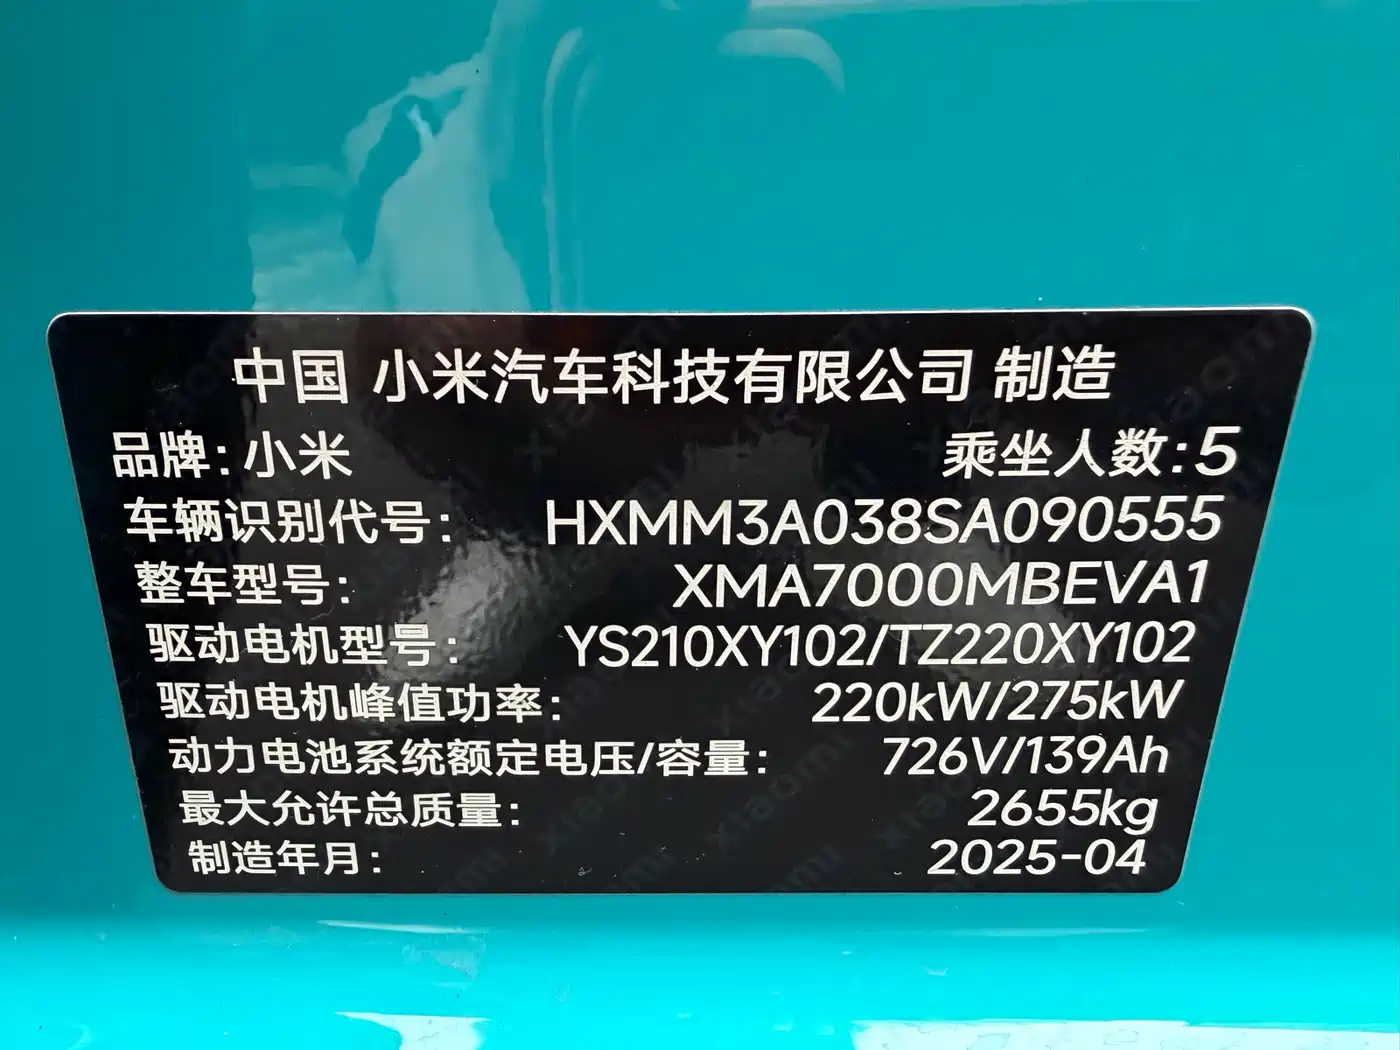 中国 小米汽车科技有限公司 制造
品牌:小米 乘坐人数:5
车辆识别代号: HXMM3A038SA090555
整车型号: XMA7000MBEVA1
驱动电机型号: YS210XY102/TZ220XY102
驱动电机峰值功率: 220kW/275kW
动力电池系统额定电压/容量: 726V/139Ah
最大允许总质量: 2655kg
制造年月: 2025-04